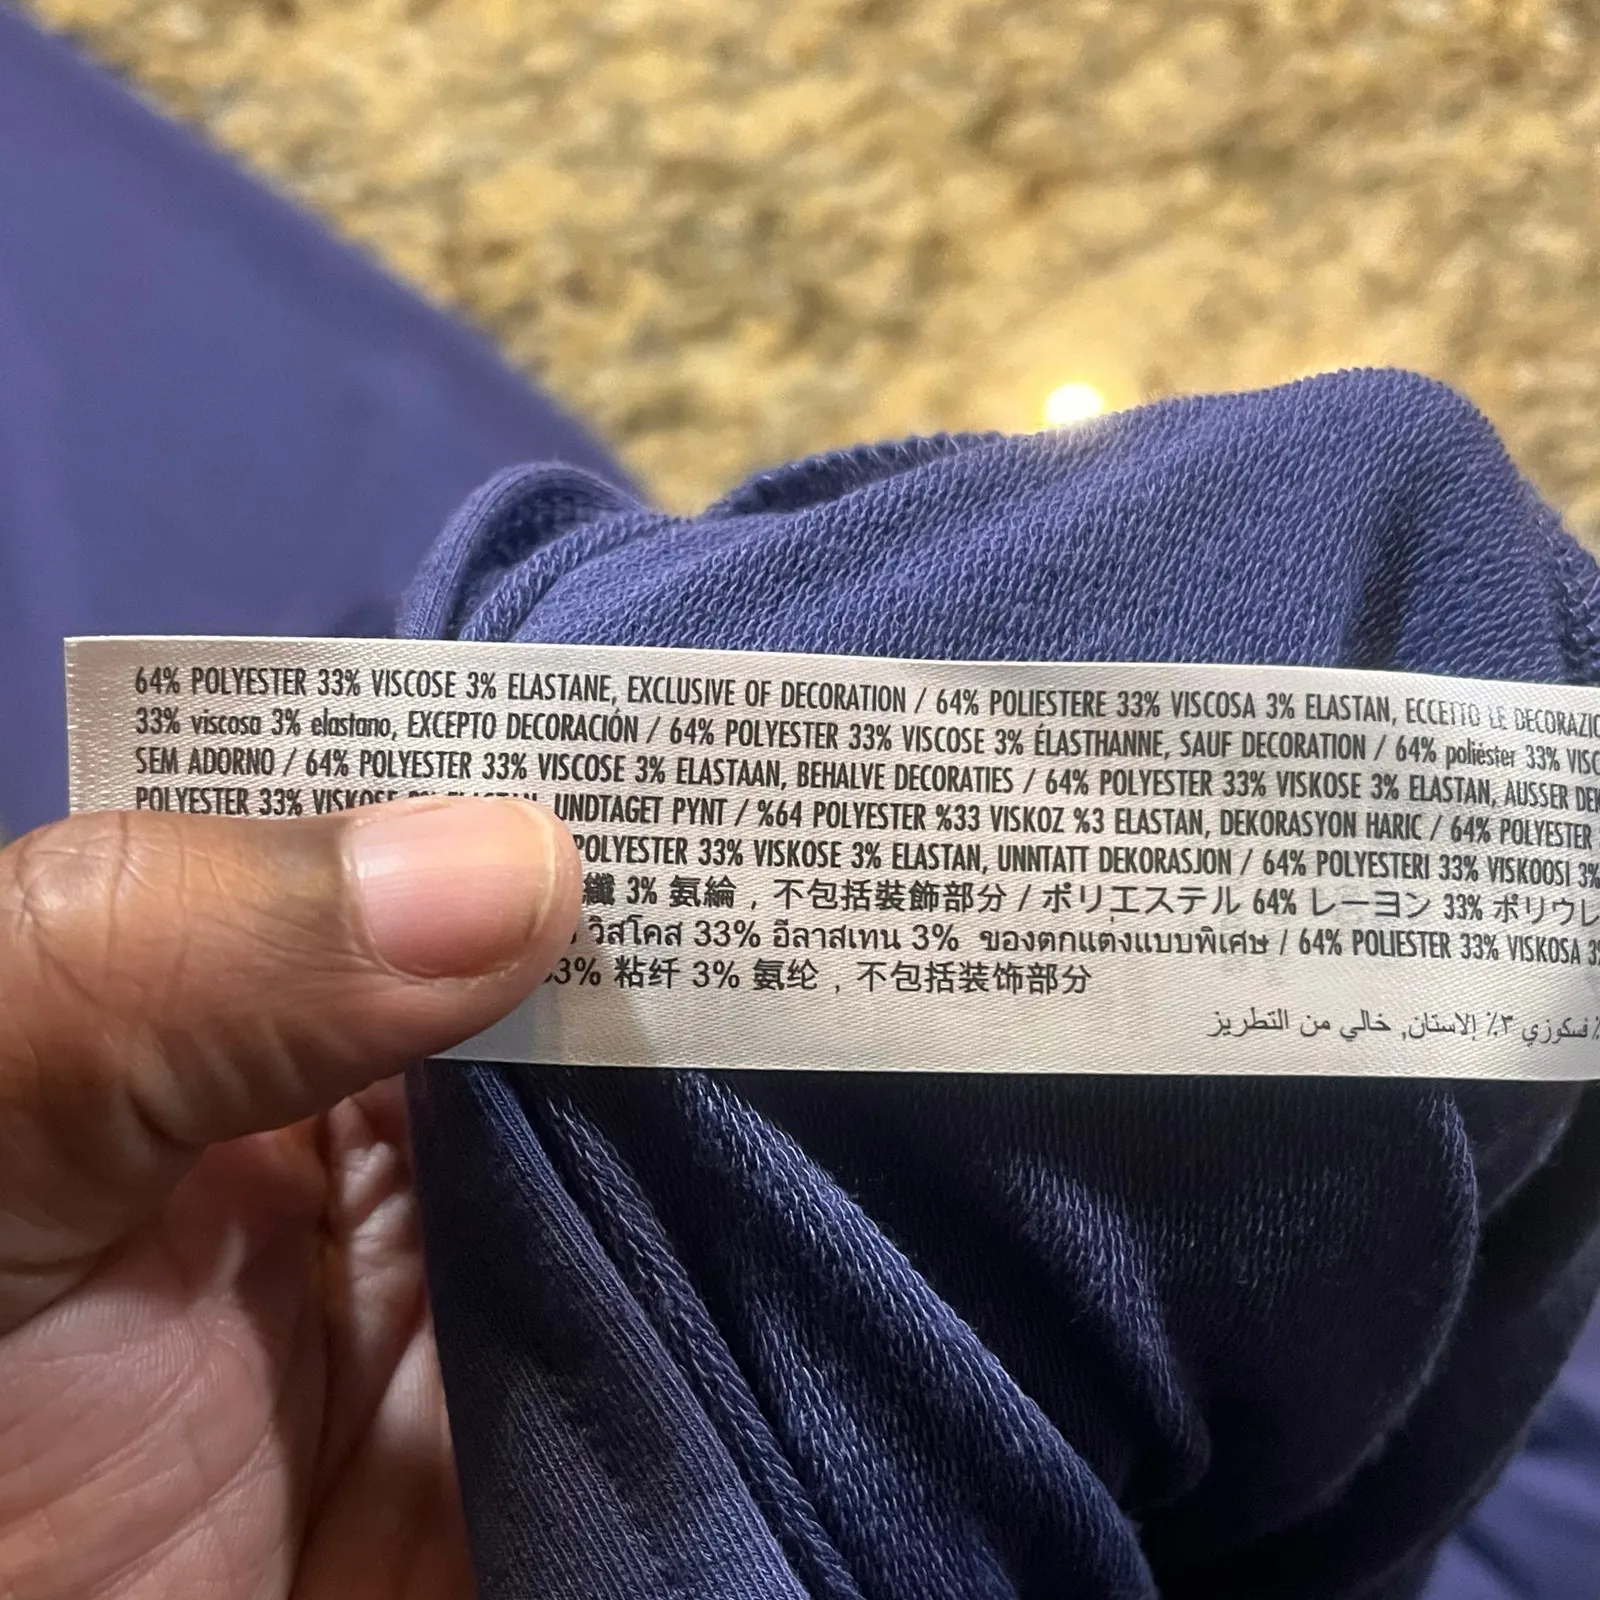 64% POLYESTER 33% VISCOSE 3% ELASTANE, EXCLUSIVE OF DECORATION / 64% POLIESTERE 33% VISCOSA 3% ELASTAN, ECCETTO LE DECORAZIO
33% viscosa 3% elastano, EXCEPTO DECORACIÓN / 64% POLYESTER 33% VISCOSE 3% ÉLASTHANNE, SAUF DECORATION / 64% poliéster 33% VISC
SEM ADORNO / 64% POLYESTER 33% VISCOSE 3% ELASTAAN, BEHALVE DECORATIES / 64% POLYESTER 33% VISKOSE 3% ELASTAN, AUSSER DEK
POLYESTER 33% VISKOSE 3% ELASTAN, UNDTAGET PYNT / %64 POLYESTER %33 VISKOZ %3 ELASTAN, DEKORASYON HARIC / 64% POLYESTER
POLYESTER 33% VISKOSE 3% ELASTAN, UNNTATT DEKORASJON / 64% POLYESTERI 33% VISKOOSI 3%
纖 3% 氨綸，不包括裝飾部分 / ポリエステル 64% レーヨン 33% ポリウレ
วิสโคส 33% อีลาสเทน 3% ของตกแต่งแบบพิเศษ / 64% POLIESTER 33% VISKOSA 3%
33% 粘纤 3% 氨纶，不包括装饰部分
٪ فسكوزي ٣٪ إلاستان, خالي من التطريز